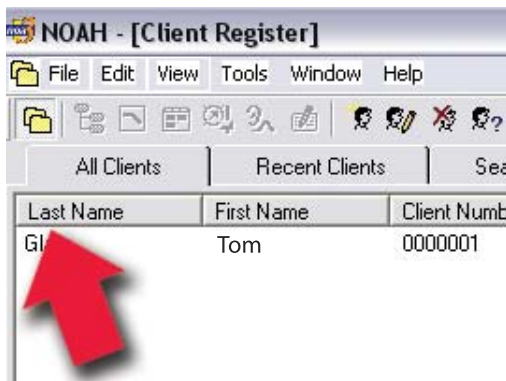 NOAH - [Client Register]
File Edit View Tools Window Help
All Clients Recent Clients
Last Name First Name Client Numb
Tom 0000001